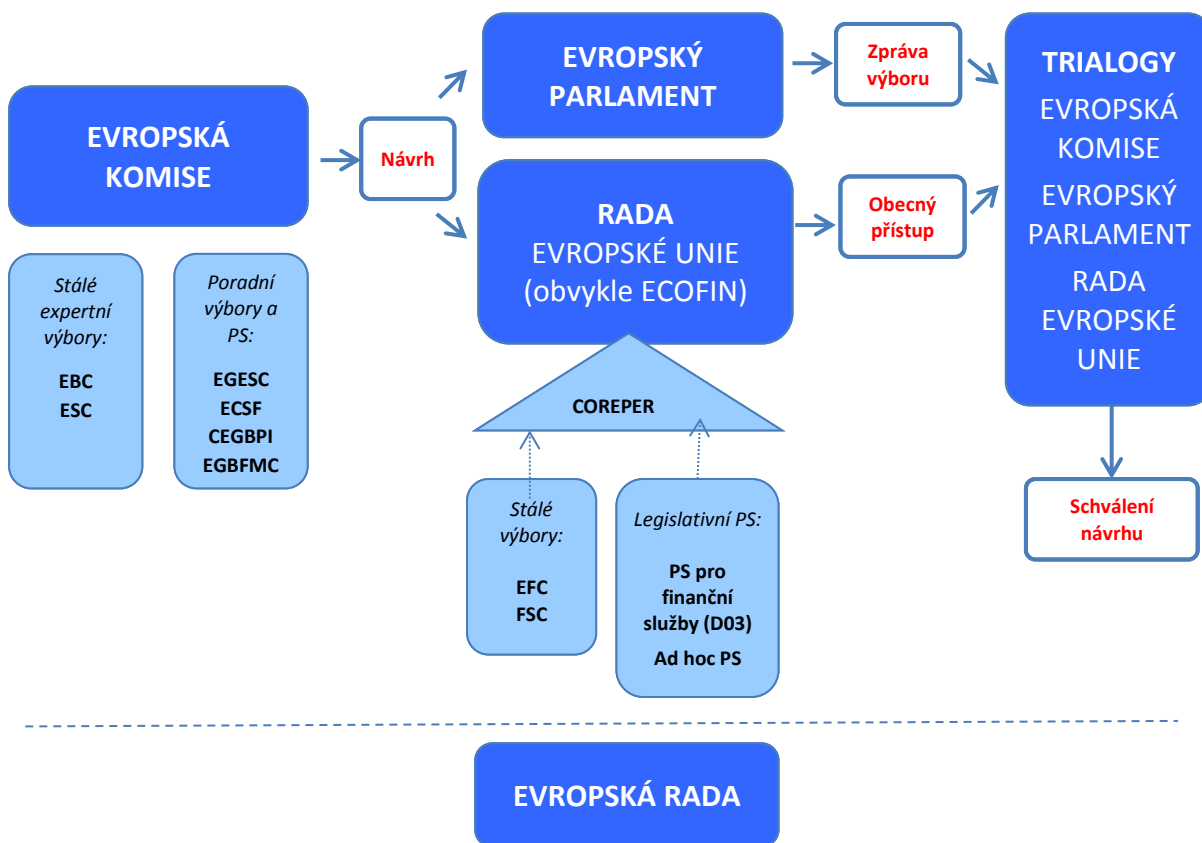 EVROPSKÁ
KOMISE
Návrh
EVROPSKÝ
PARLAMENT
RADA
EVROPSKÉ UNIE
(obvykle ECOFIN)
Zpráva
výboru
Obecný
přístup
TRIALOGY
EVROPSKÁ
KOMISE
EVROPSKÝ
PARLAMENT
RADA
EVROPSKÉ
UNIE
Schválení
návrhu
Stálé
expertní
výbory:
EBC
ESC
Poradní
výbory a
PS:
EGESC
ECSF
CEGBPI
EGBFMC
COREPER
Stálé
výbory:
EFC
FSC
Legislativní PS:
PS pro
finanční
služby (D03)
Ad hoc PS
EVROPSKÁ RADA